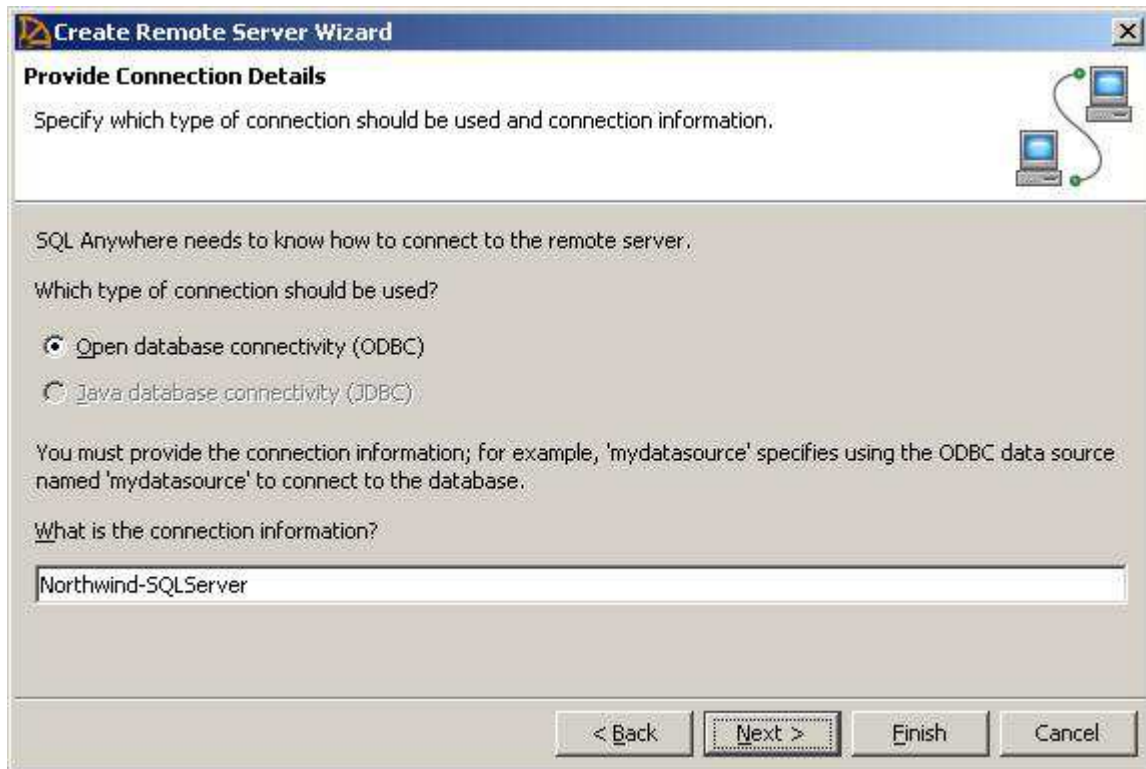 Create Remote Server Wizard
Provide Connection Details
Specify which type of connection should be used and connection information.
SQL Anywhere needs to know how to connect to the remote server.
Which type of connection should be used?
Open database connectivity (ODBC)
Java database connectivity (JDBC)
You must provide the connection information; for example, 'mydatasource' specifies using the ODBC data source
named 'mydatasource' to connect to the database.
What is the connection information?
Northwind-SQLServer
< Back Next > Finish Cancel